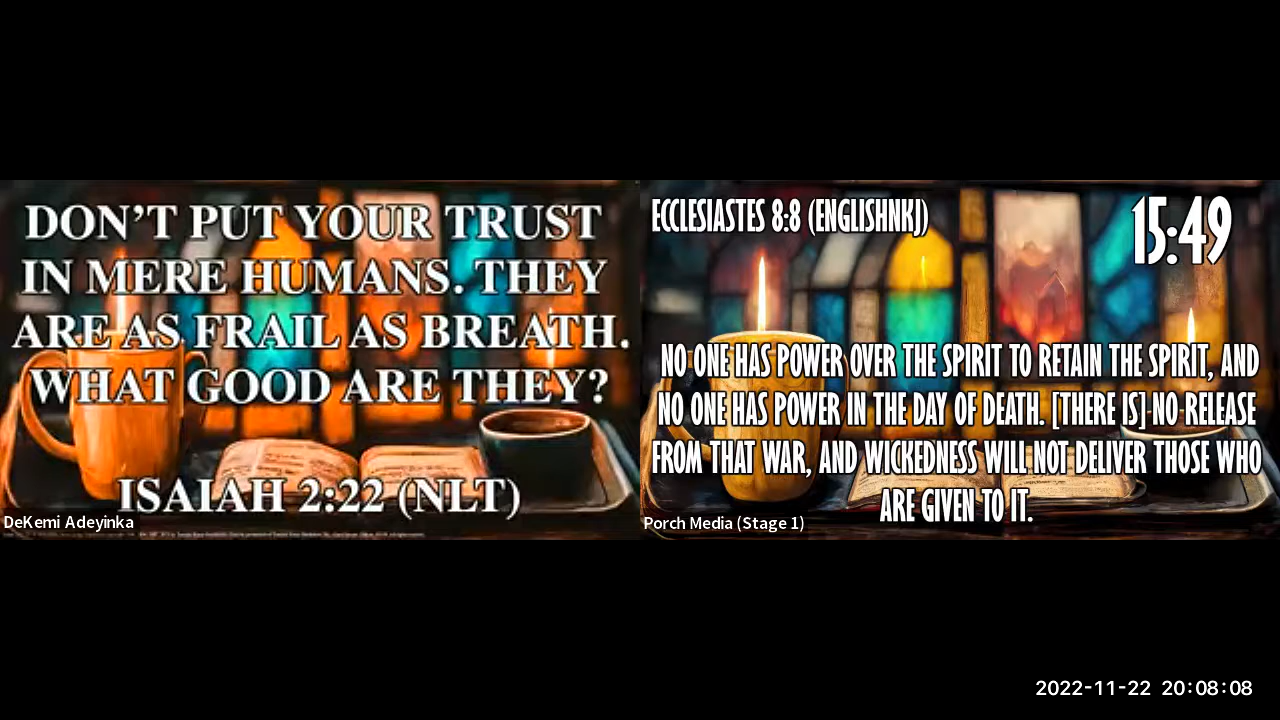 DON'T PUT YOUR TRUST
IN MERE HUMANS. THEY
ARE AS FRAIL AS BREATH.
WHAT GOOD ARE THEY?
ISAIAH 2:22 (NLT)
DeKemi Adeyinka
ECCLESIASTES 8:8 (ENGLISHNKJ)
15:49
NO ONE HAS POWER OVER THE SPIRIT TO RETAIN THE SPIRIT, AND
NO ONE HAS POWER IN THE DAY OF DEATH. [THERE IS] NO RELEASE
FROM THAT WAR, AND WICKEDNESS WILL NOT DELIVER THOSE WHO
ARE GIVEN TO IT.
Porch Media (Stage 1)
2022-11-22 20:08:08